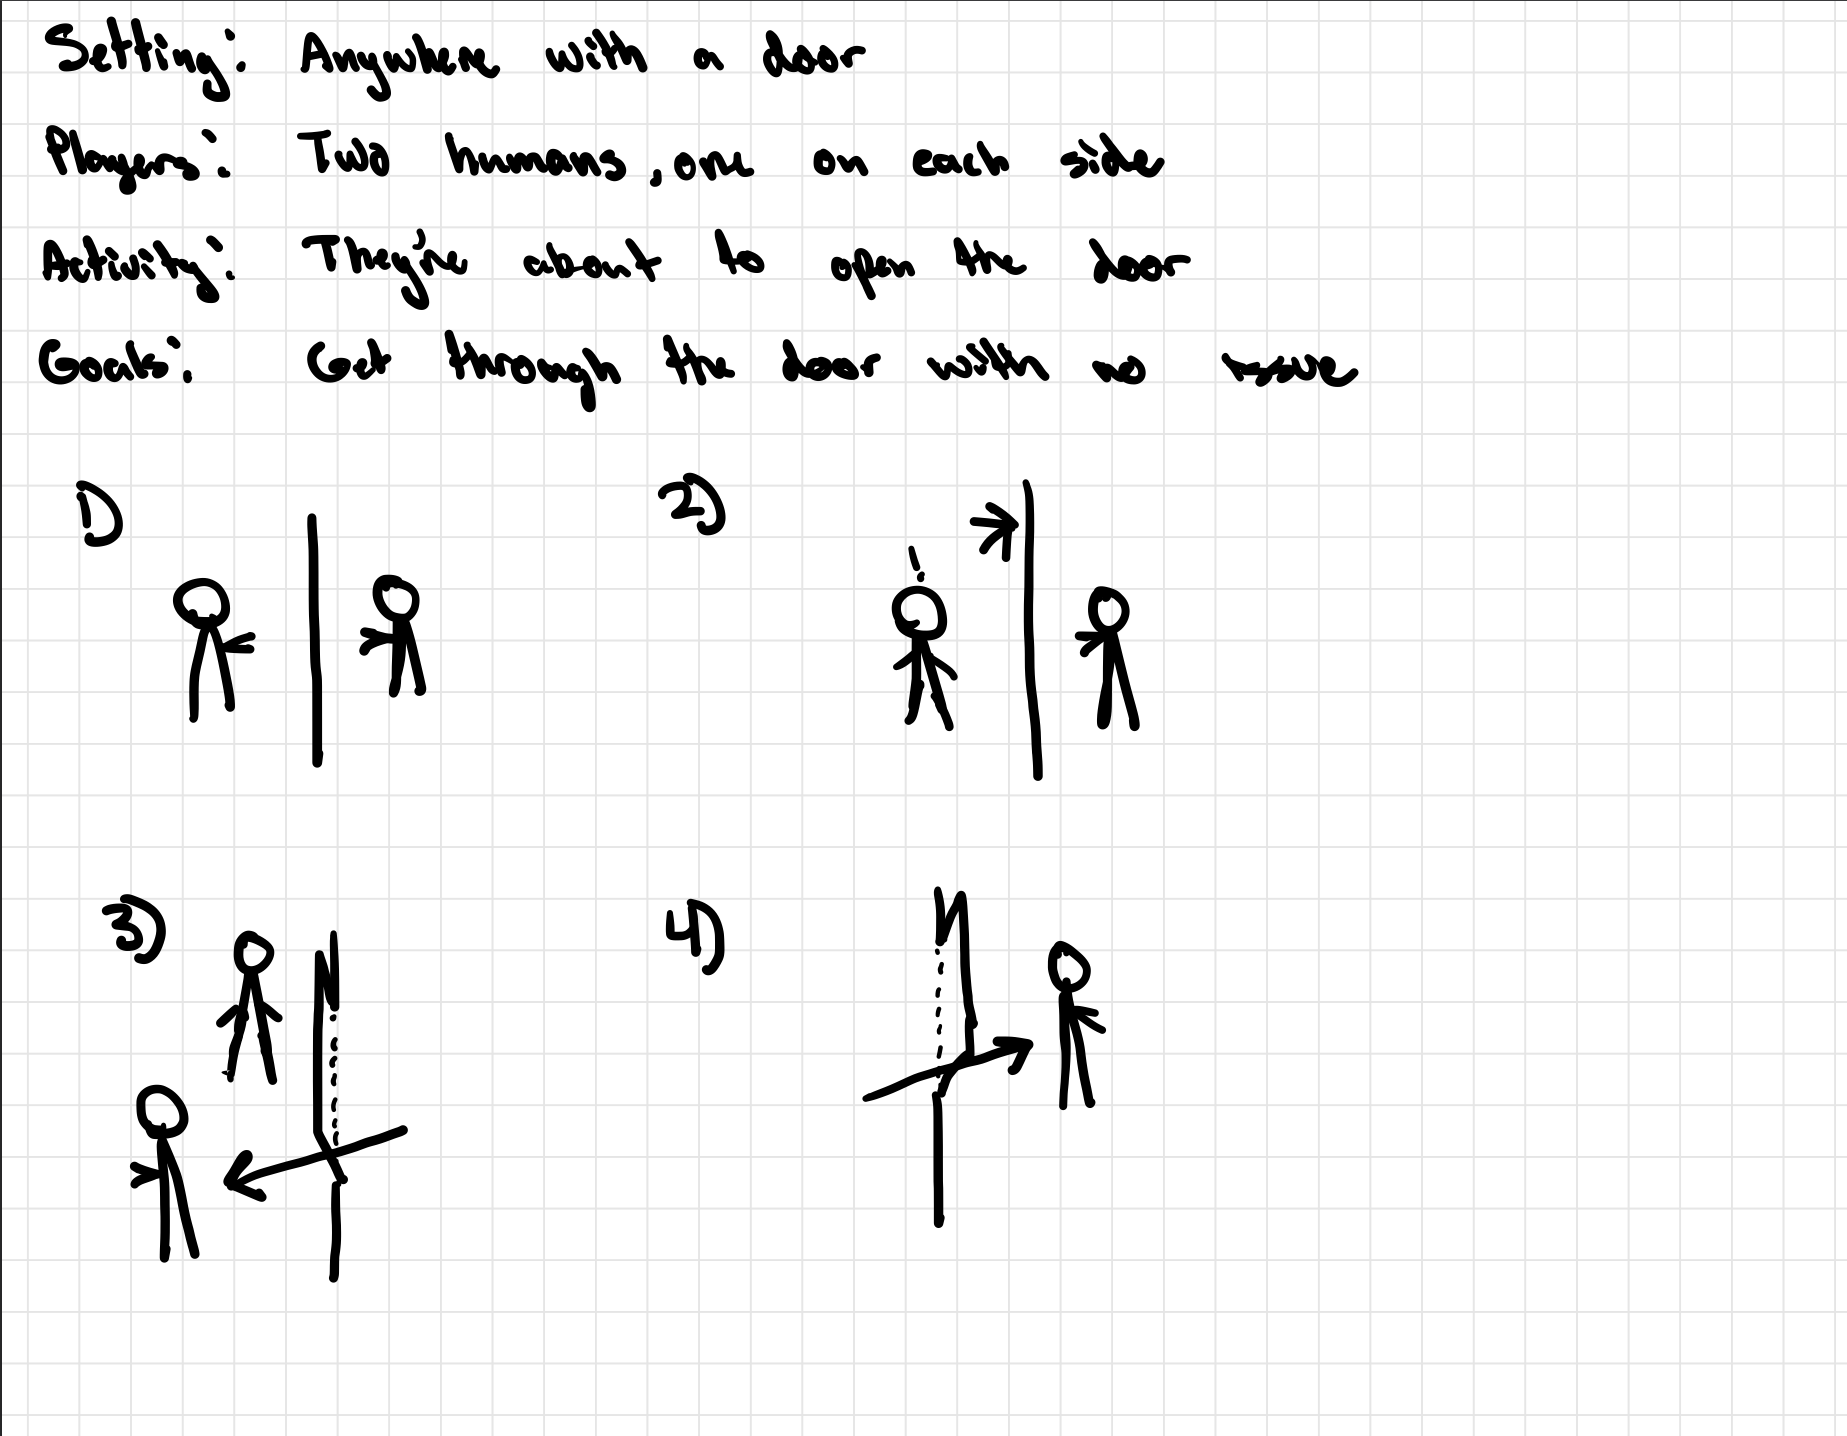 Setting: Anywhere with a door
Players: Two humans, one on each side
Activity: They're about to open the door
Goals: Get through the door with no issue
1) 2)
3) 4)